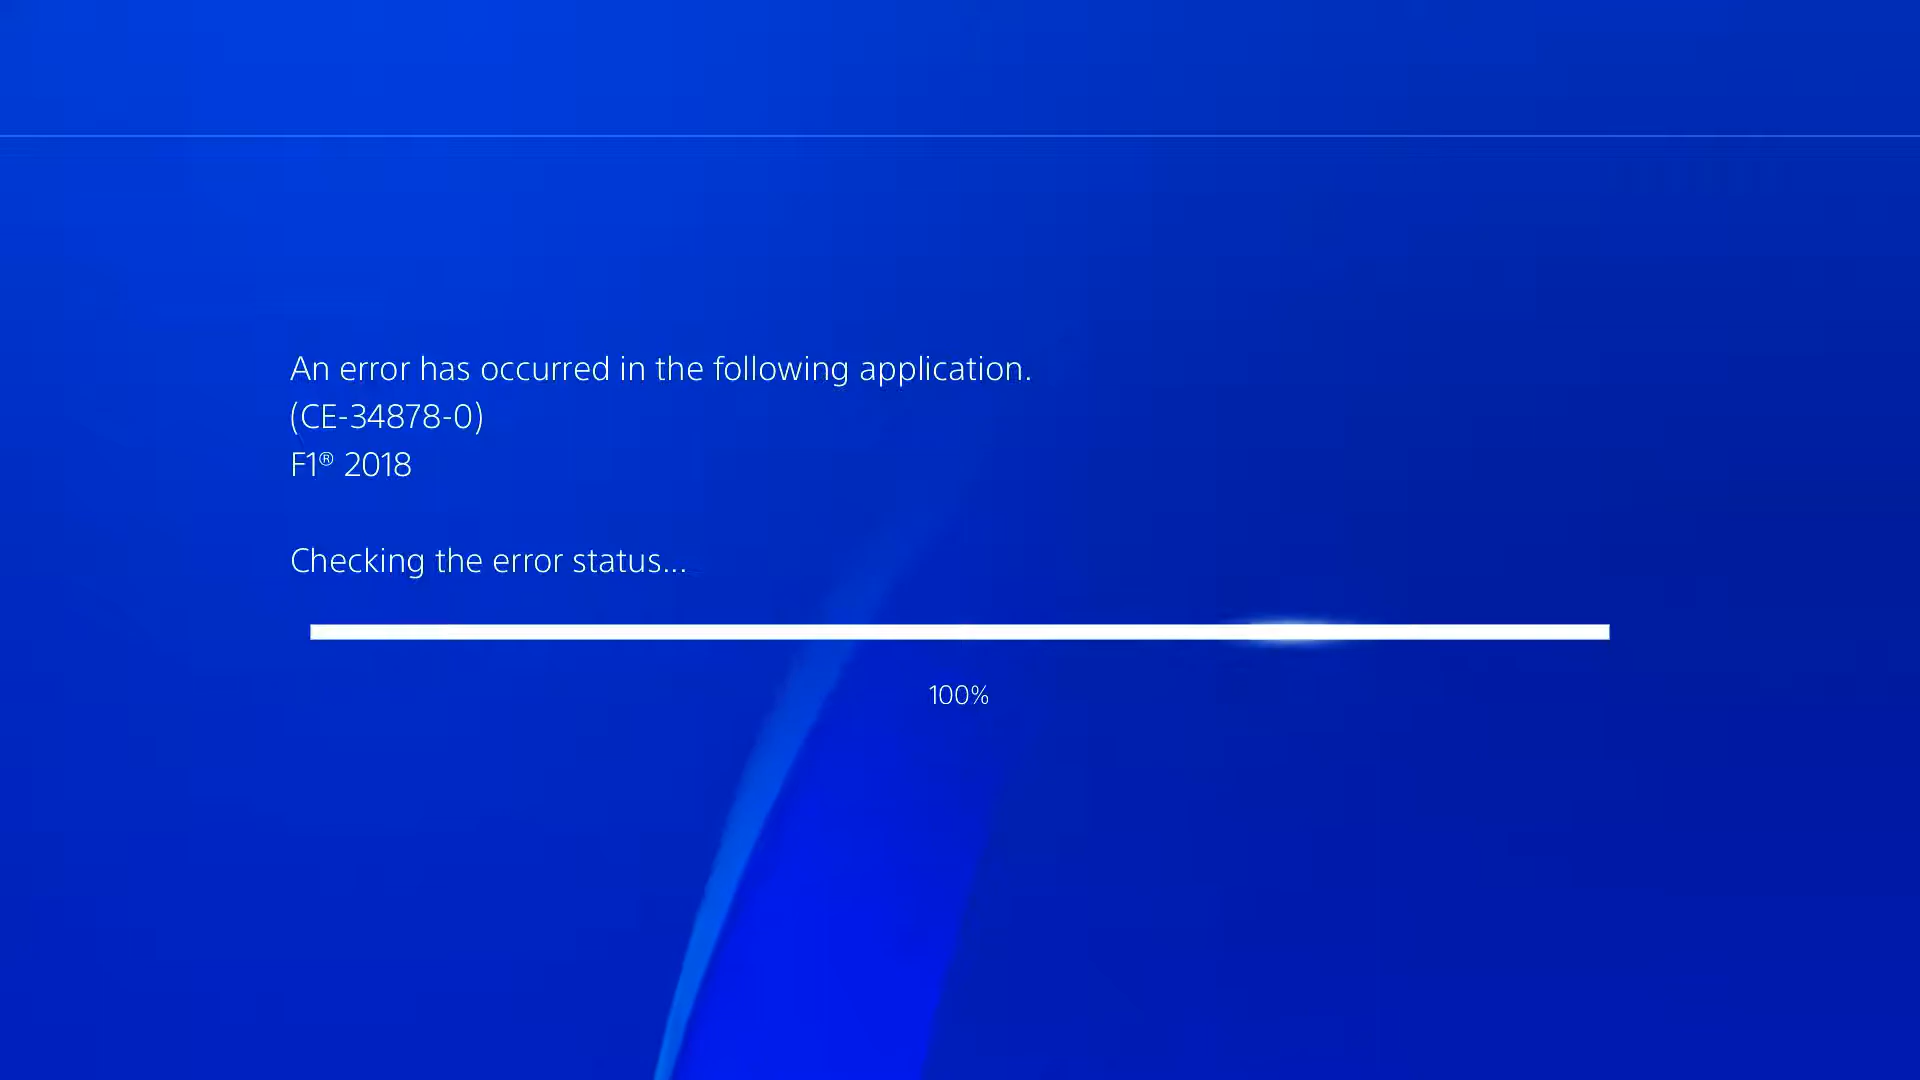 An error has occurred in the following application.
(CE-34878-0)
F1® 2018
Checking the error status...
100%